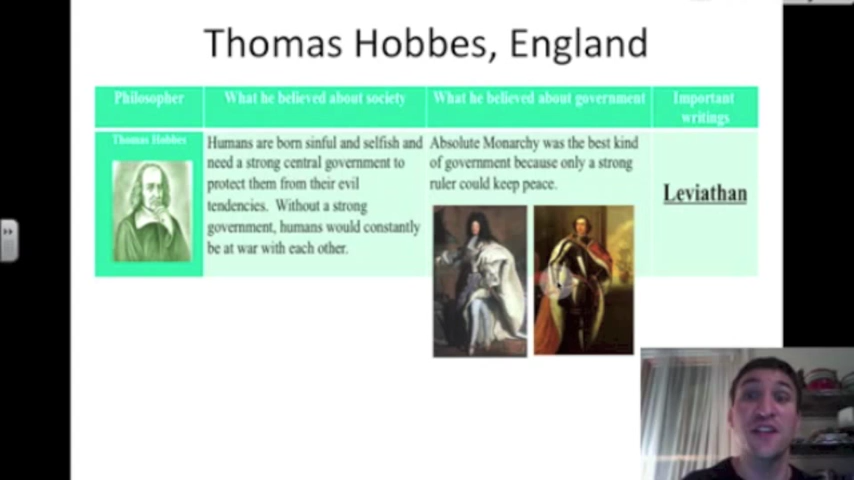 Thomas Hobbes, England
Philosopher
What he believed about society
What he believed about government
Important
writings
Thomas Hobbes
Humans are born sinful and selfish and
need a strong central government to
protect them from their evil
tendencies. Without a strong
government, humans would constantly
be at war with each other.
Absolute Monarchy was the best kind
of government because only a strong
ruler could keep peace.
Leviathan